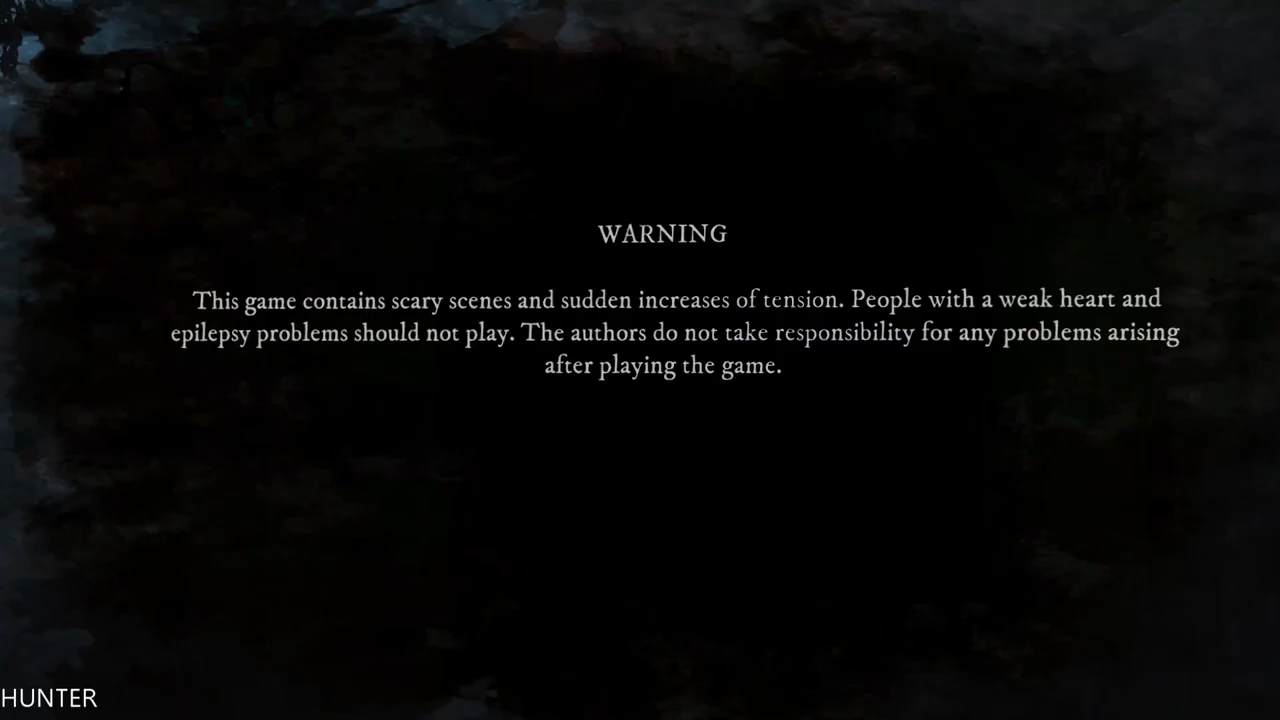 WARNING
This game contains scary scenes and sudden increases of tension. People with a weak heart and
epilepsy problems should not play. The authors do not take responsibility for any problems arising
after playing the game.
HUNTER